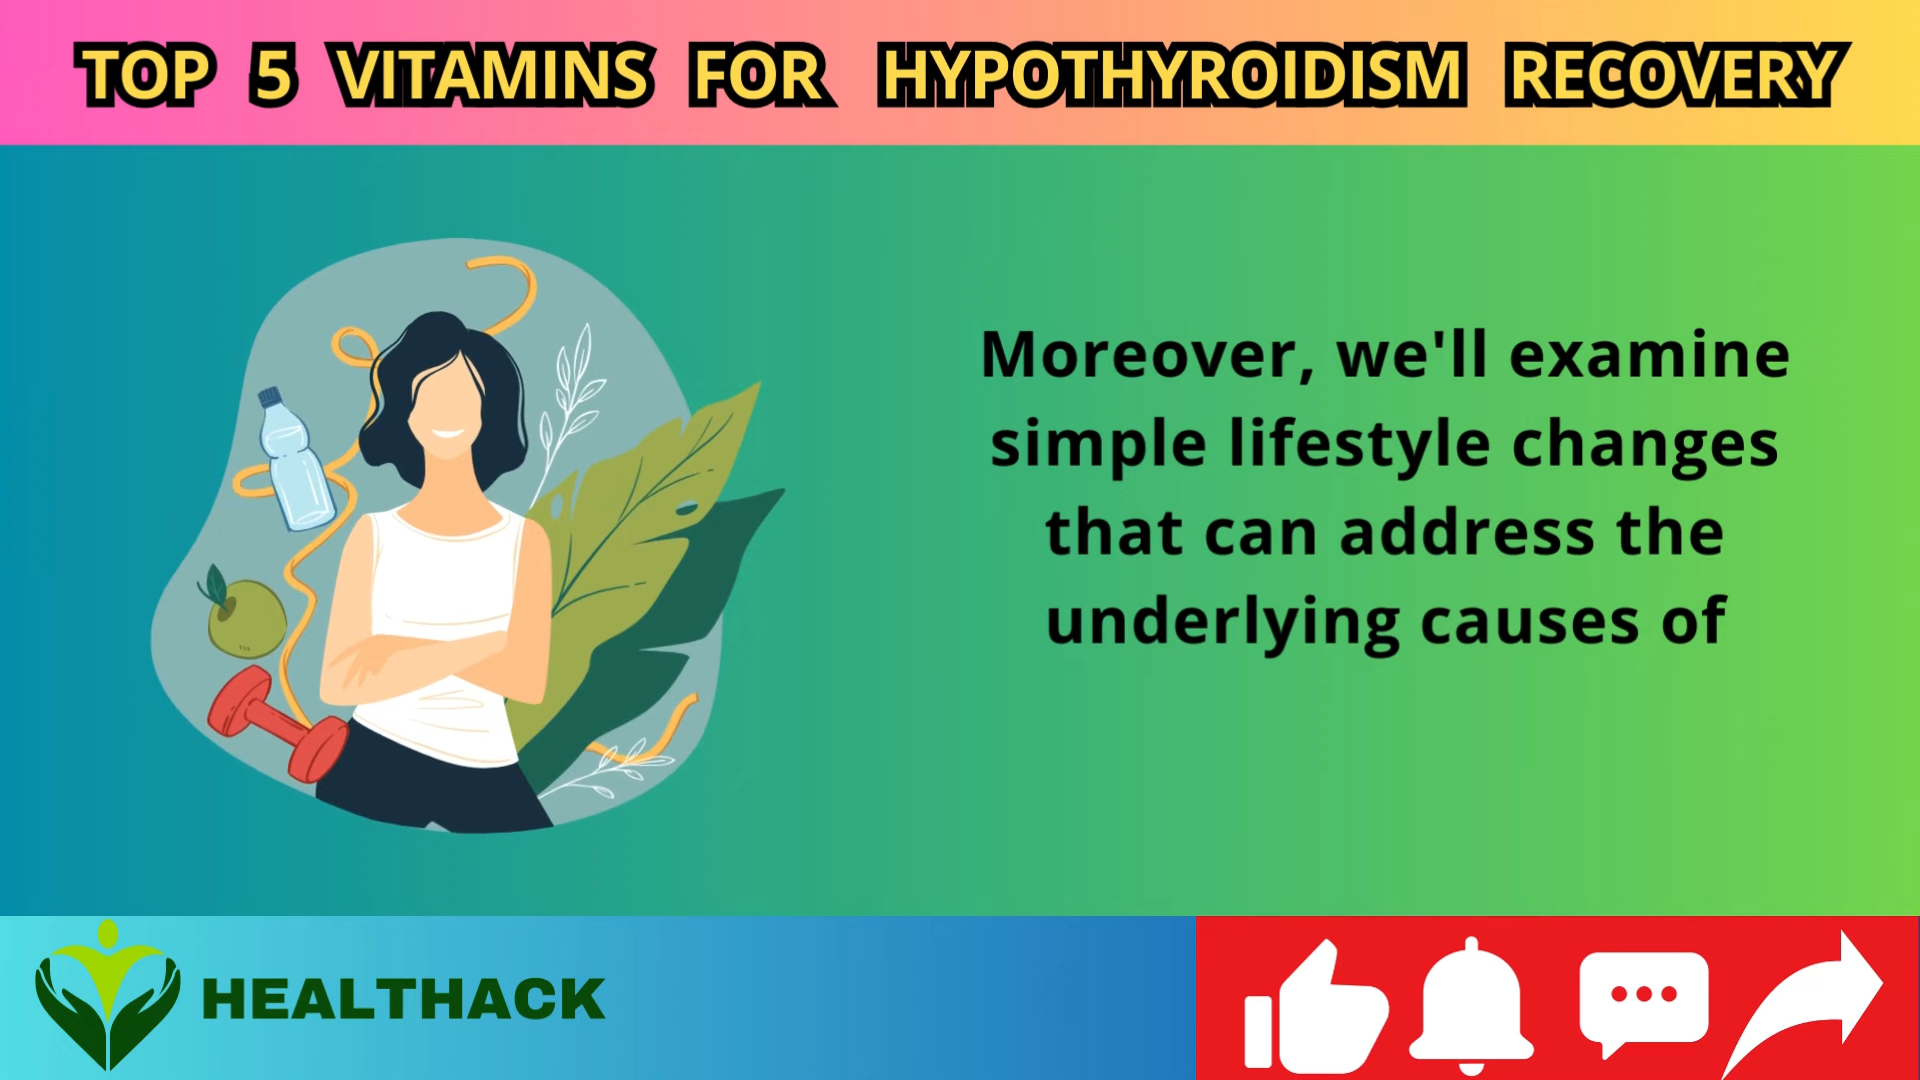 TOP 5 VITAMINS FOR HYPOTHYROIDISM RECOVERY
Moreover, we'll examine
simple lifestyle changes
that can address the
underlying causes of
HEALTHACK